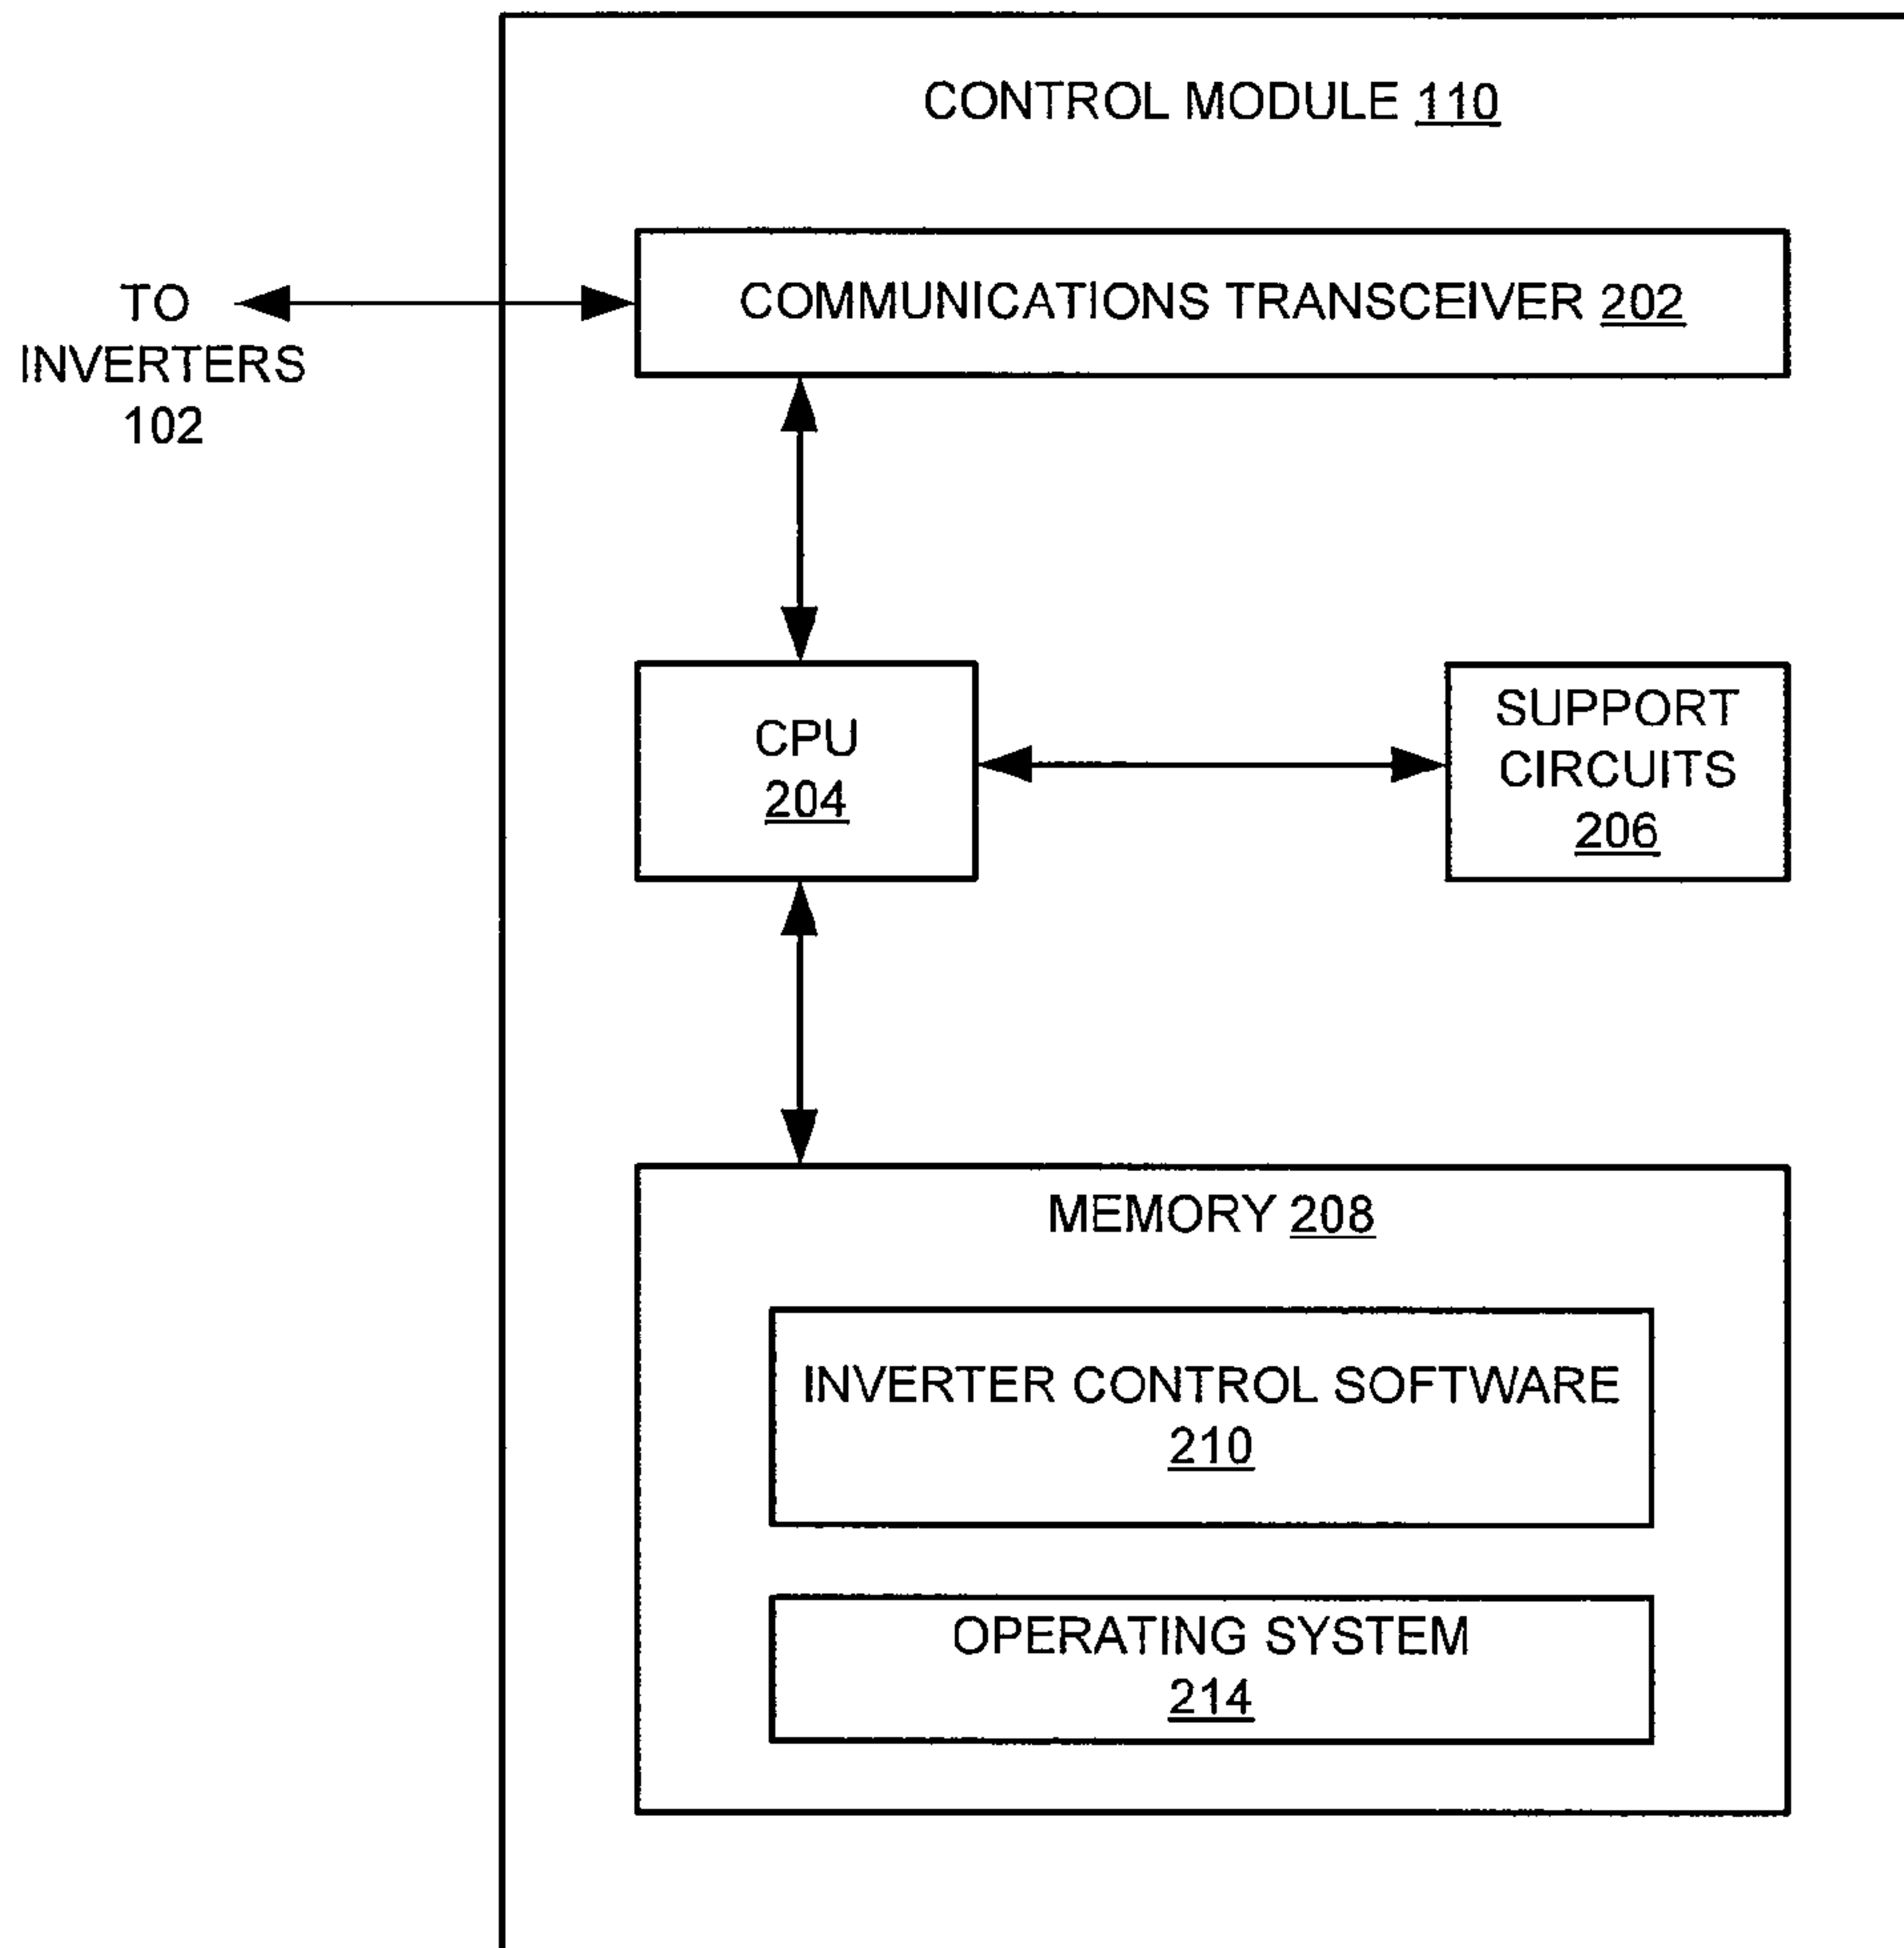 CONTROL MODULE 110
COMMUNICATIONS TRANSCEIVER 202
TO
INVERTERS
102
CPU
204
SUPPORT
CIRCUITS
206
MEMORY 208
INVERTER CONTROL SOFTWARE
210
OPERATING SYSTEM
214